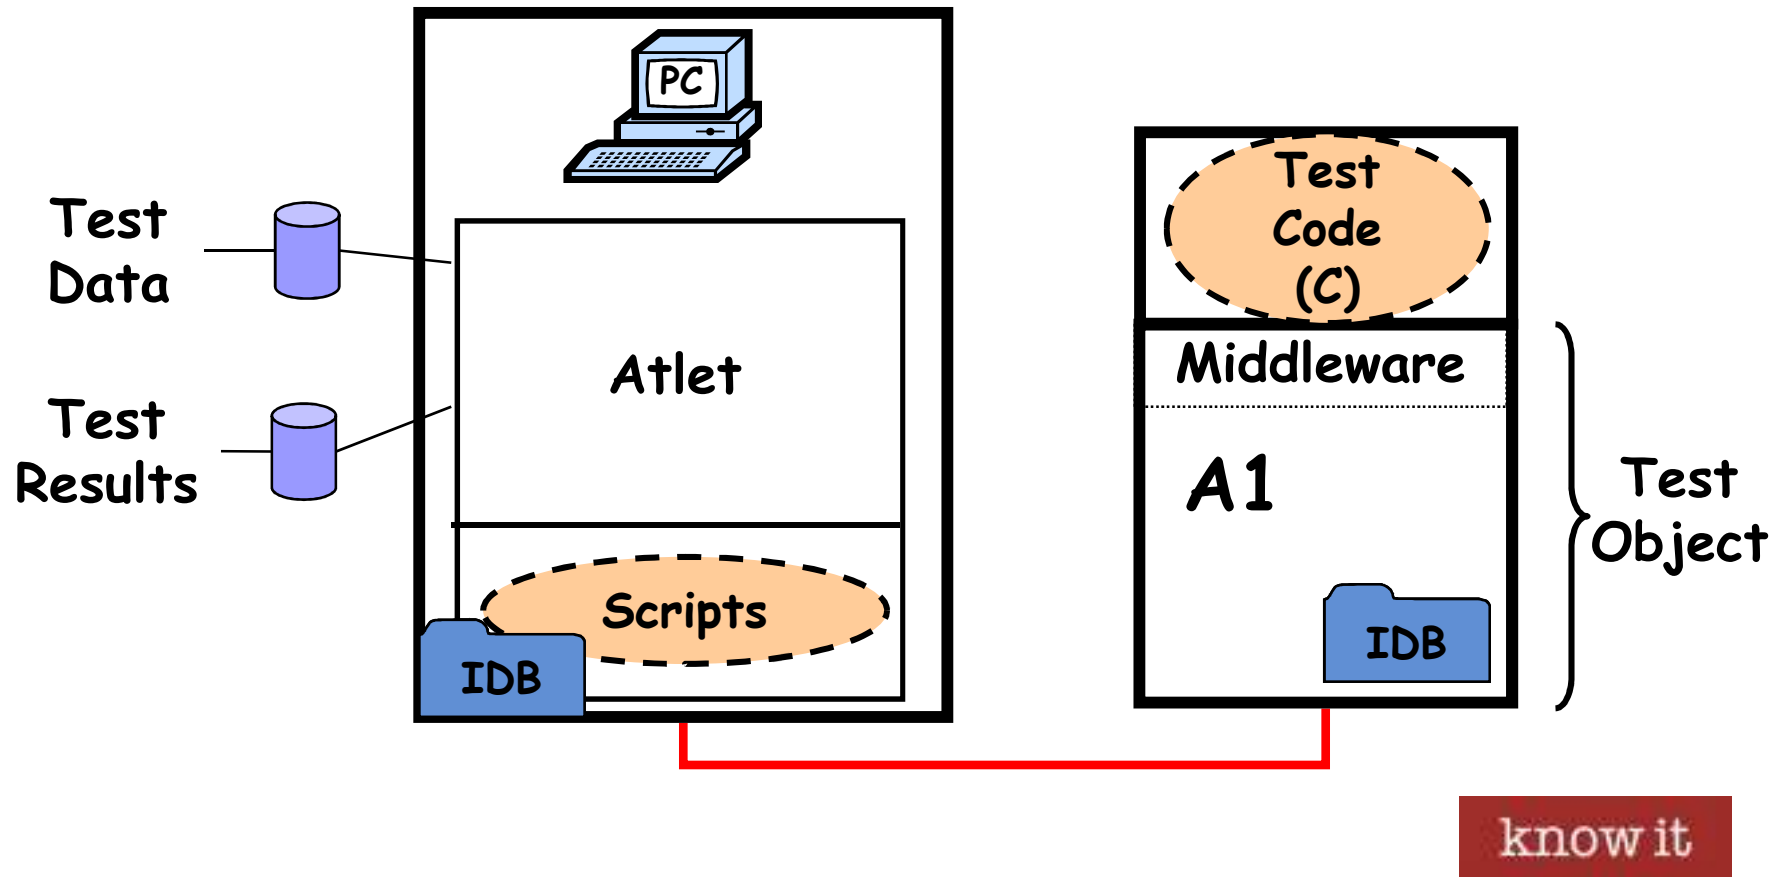 PC
Test
Data
Test
Results
Atlet
Scripts
IDB
Test
Code
(C)
Middleware
A1
IDB
Test
Object
know it